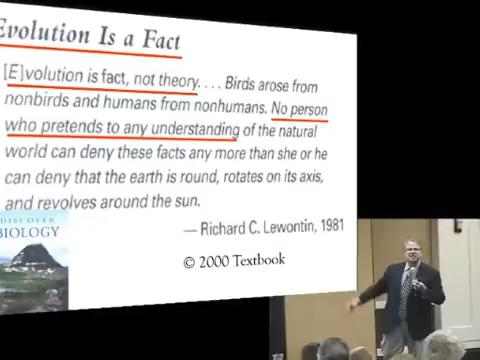 Evolution Is a Fact
[E]volution is fact, not theory. . . . Birds arose from
nonbirds and humans from nonhumans. No person
who pretends to any understanding of the natural
world can deny these facts any more than she or he
can deny that the earth is round, rotates on its axis,
and revolves around the sun.
— Richard C. Lewontin, 1981
© 2000 Textbook
DISCOVER
BIOLOGY